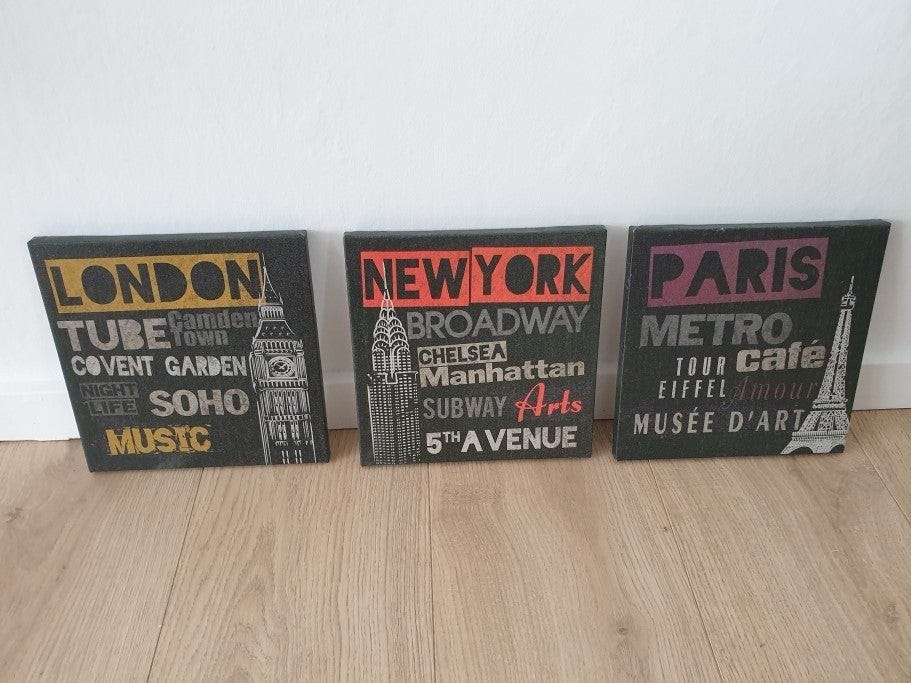 LONDON
TUBE Camden Town
COVENT GARDEN
NIGHT LIFE SOHO
MUSIC
NEW YORK
BROADWAY
CHELSEA
Manhattan
SUBWAY Arts
5TH AVENUE
PARIS
METRO
TOUR EIFFEL café
Amour
MUSÉE D'ART